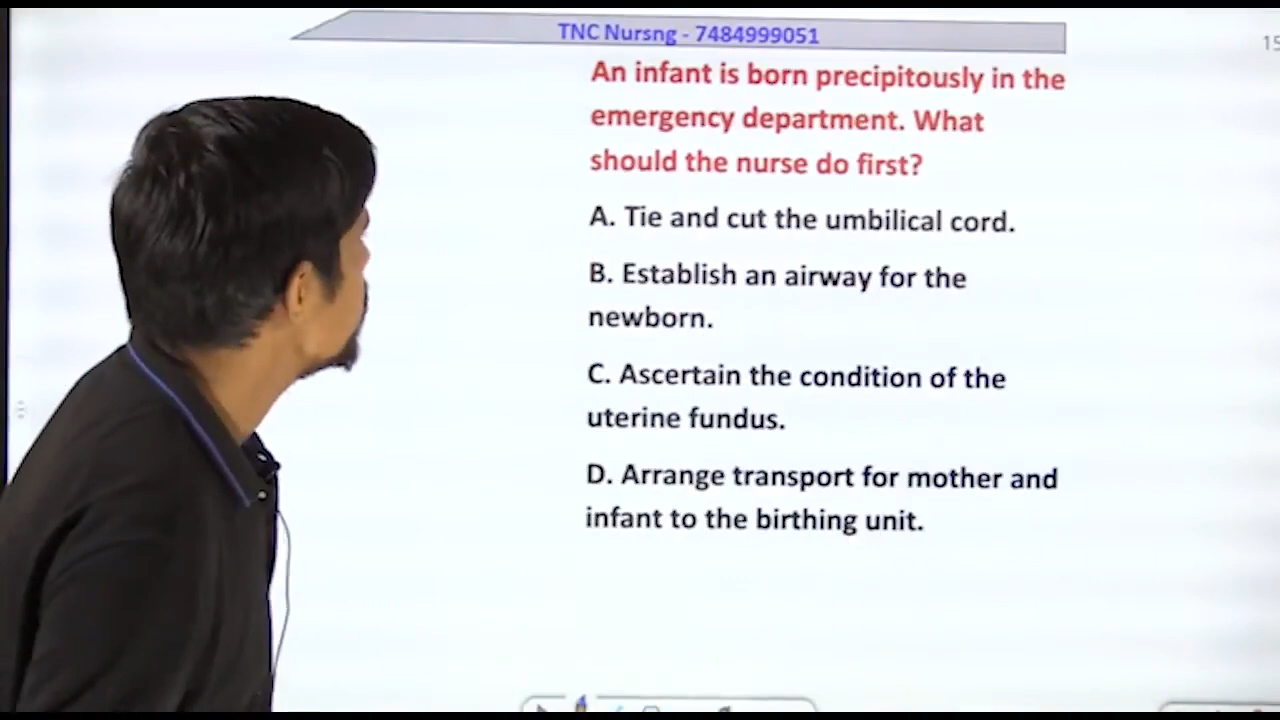 TNC Nursng - 7484999051
15
An infant is born precipitously in the
emergency department. What
should the nurse do first?
A. Tie and cut the umbilical cord.
B. Establish an airway for the
newborn.
C. Ascertain the condition of the
uterine fundus.
D. Arrange transport for mother and
infant to the birthing unit.